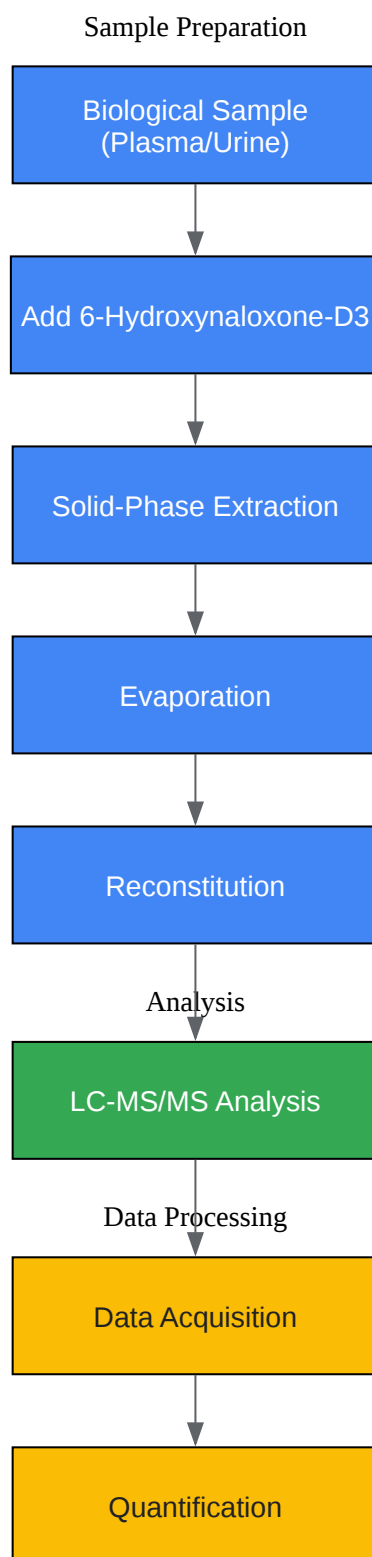 Sample Preparation
Biological Sample
(Plasma/Urine)
Add 6-Hydroxynaloxone-D3
Solid-Phase Extraction
Evaporation
Reconstitution
Analysis
LC-MS/MS Analysis
Data Processing
Data Acquisition
Quantification